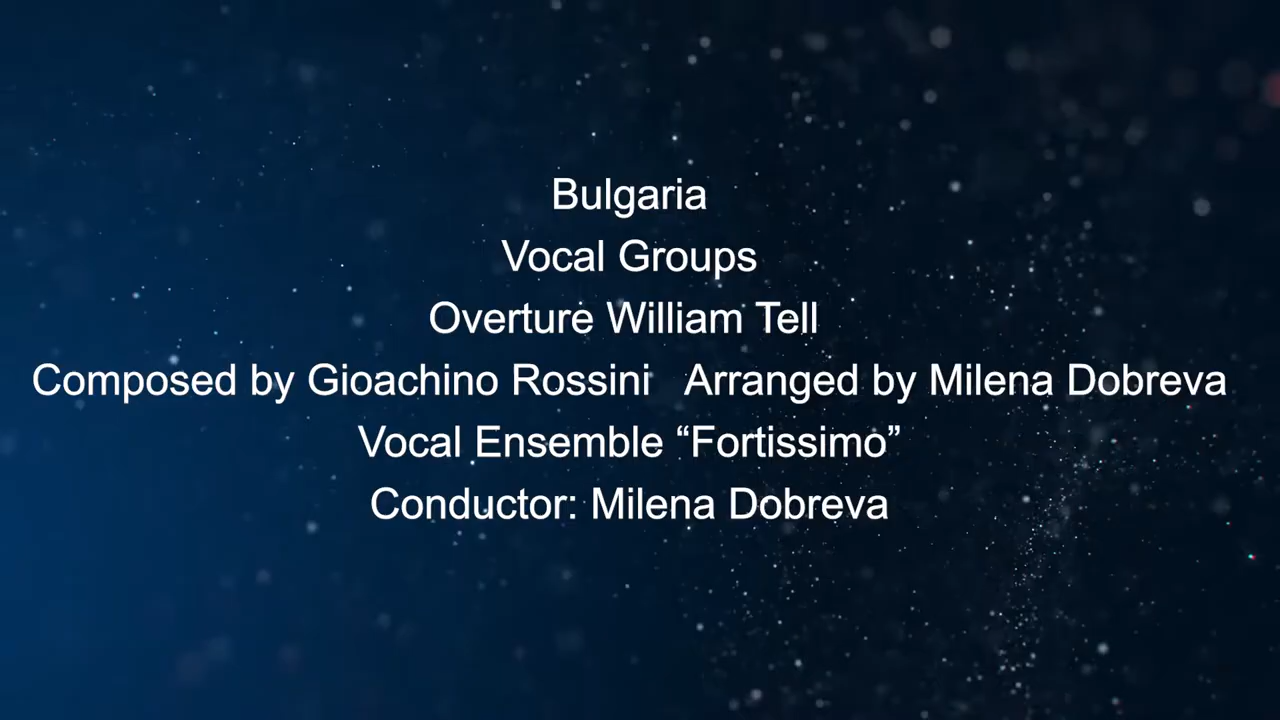 Bulgaria
Vocal Groups
Overture William Tell
Composed by Gioachino Rossini   Arranged by Milena Dobreva
Vocal Ensemble “Fortissimo”
Conductor: Milena Dobreva